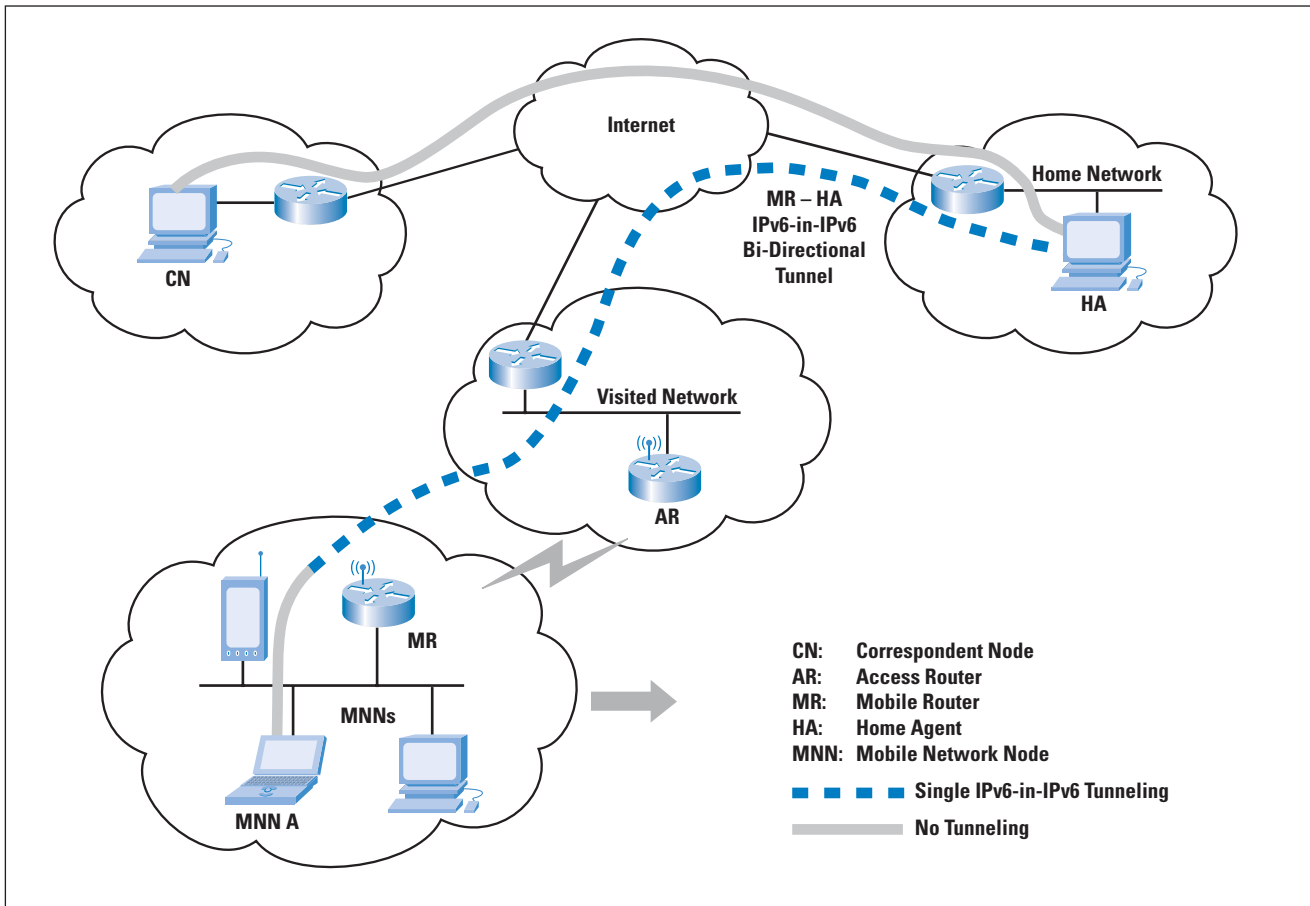 Internet
Home Network
MR – HA
IPv6-in-IPv6
Bi-Directional
Tunnel
CN
HA
Visited Network
AR
MR
MNNs
MNN A
CN: Correspondent Node
AR: Access Router
MR: Mobile Router
HA: Home Agent
MNN: Mobile Network Node
Single IPv6-in-IPv6 Tunneling
No Tunneling